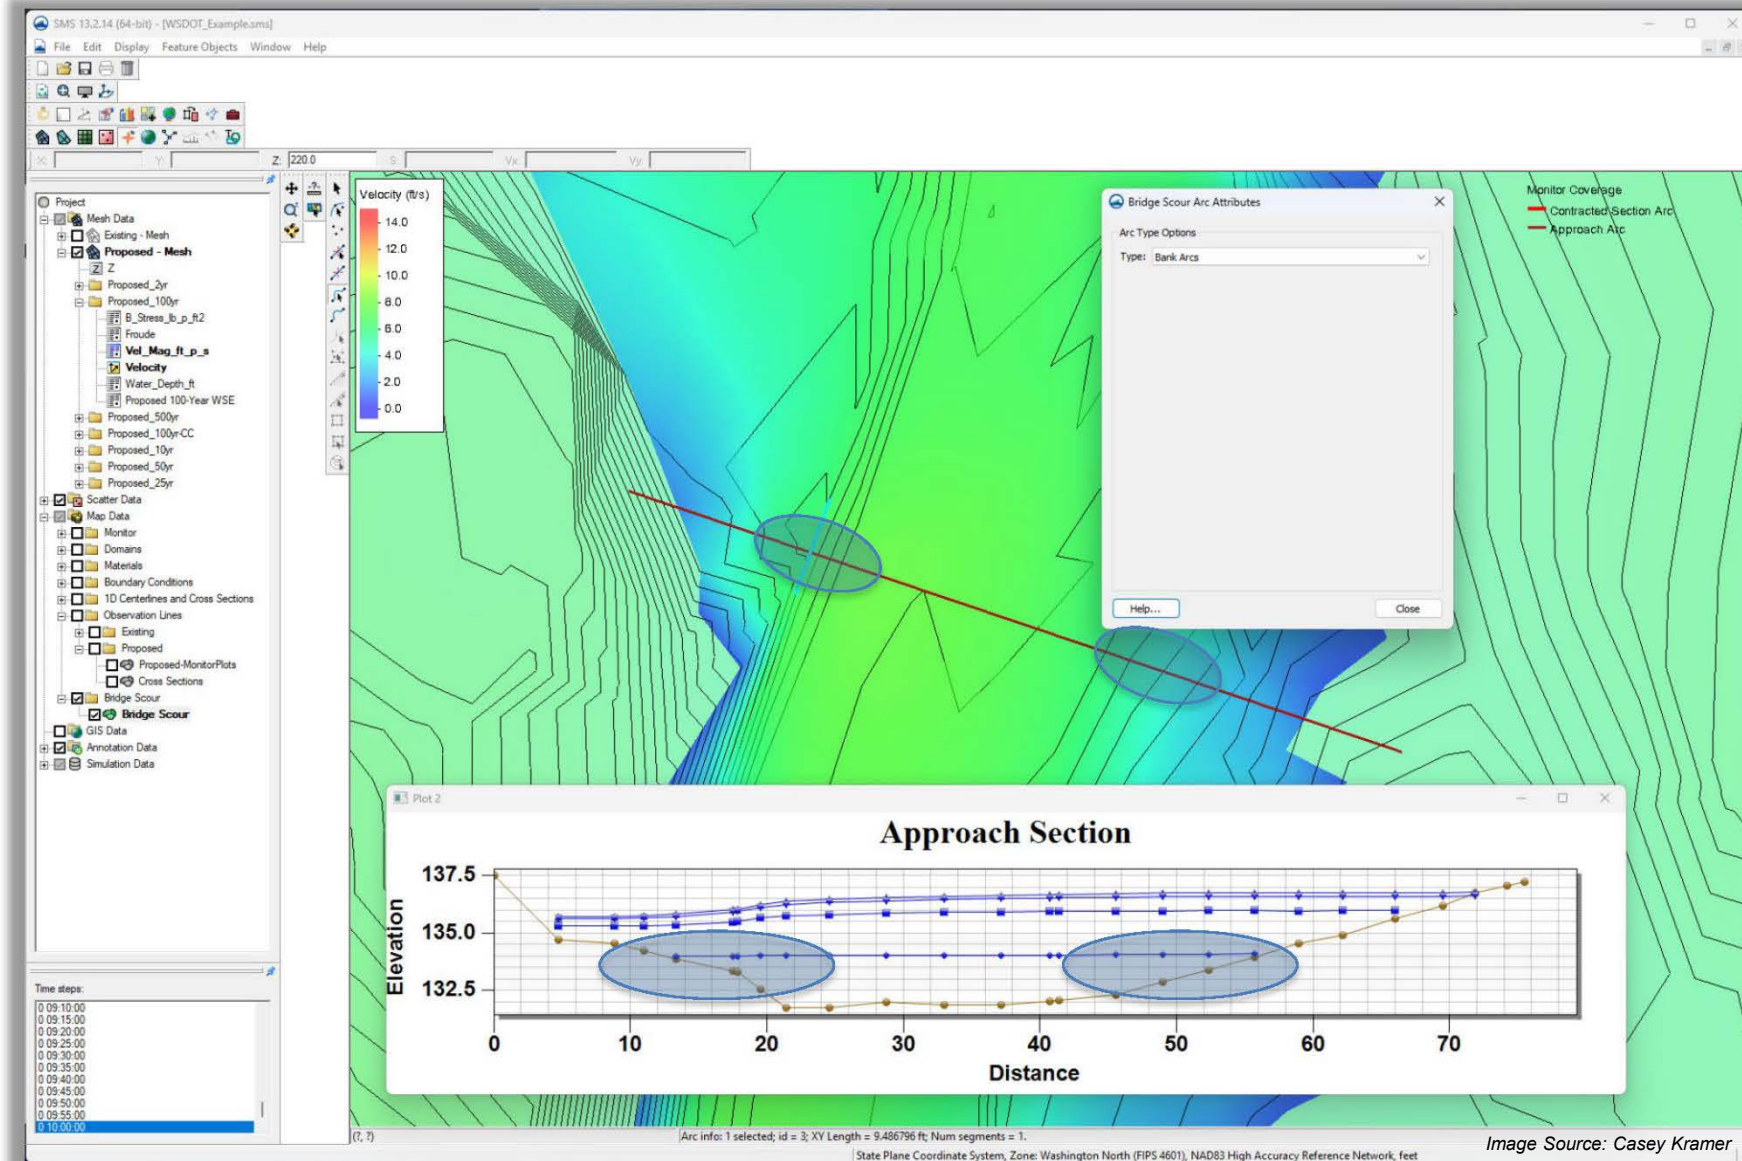 SMS 13.2.14 (64-bit) - [WSDOT_Example.sms]
File Edit Display Feature Objects Window Help
X: Y: Z: 220.0 S: Vx: Vy:
Project
Mesh Data
Existing - Mesh
Proposed - Mesh
Z Z
Proposed_2yr
Proposed_100yr
B_Stress_lb_p_ft2
Froude
Vel_Mag_ft_p_s
Velocity
Water_Depth_ft
Proposed 100-Year WSE
Proposed_500yr
Proposed_100yr-CC
Proposed_10yr
Proposed_50yr
Proposed_25yr
Scatter Data
Map Data
Monitor
Domains
Materials
Boundary Conditions
1D Centerlines and Cross Sections
Observation Lines
Existing
Proposed
Proposed-MonitorPlots
Cross Sections
Bridge Scour
Bridge Scour
GIS Data
Annotation Data
Simulation Data
Time steps:
0 09:10:00
0 09:15:00
0 09:20:00
0 09:25:00
0 09:30:00
0 09:35:00
0 09:40:00
0 09:45:00
0 09:50:00
0 09:55:00
0 10:00:00
Velocity (ft/s)
14.0
12.0
10.0
8.0
6.0
4.0
2.0
0.0
Bridge Scour Arc Attributes
Arc Type Options
Type: Bank Arcs
Help...
Close
Monitor Coverage
Contracted Section Arc
Approach Arc
Plot 2
Approach Section
137.5
135.0
132.5
Elevation
0 10 20 30 40 50 60 70
Distance
(?, ?)
Arc info: 1 selected; id = 3; XY Length = 9.486796 ft; Num segments = 1.
Image Source: Casey Kramer
State Plane Coordinate System, Zone: Washington North (FIPS 4601), NAD83 High Accuracy Reference Network, feet